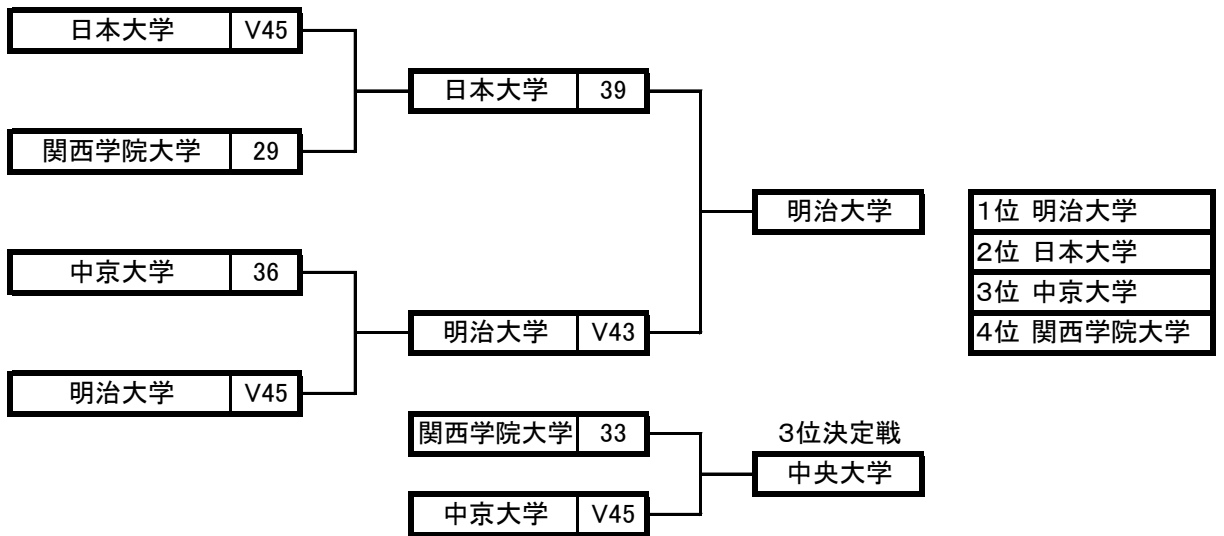 日本大学 V45
日本大学 39
関西学院大学 29
明治大学
1位 明治大学
2位 日本大学
3位 中京大学
4位 関西学院大学
中京大学 36
明治大学 V43
明治大学 V45
関西学院大学 33
3位決定戦
中央大学
中京大学 V45